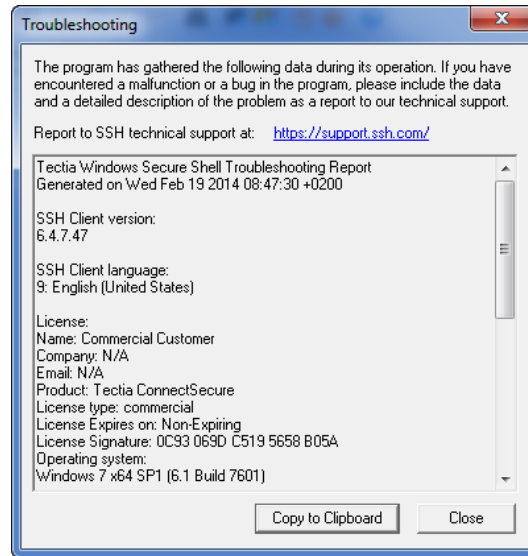 Troubleshooting
The program has gathered the following data during its operation. If you have
encountered a malfunction or a bug in the program, please include the data
and a detailed description of the problem as a report to our technical support.
Report to SSH technical support at: https://support.ssh.com/
Tectia Windows Secure Shell Troubleshooting Report
Generated on Wed Feb 19 2014 08:47:30 +0200
SSH Client version:
6.4.7.47
SSH Client language:
9: English (United States)
License:
Name: Commercial Customer
Company: N/A
Email: N/A
Product: Tectia ConnectSecure
License type: commercial
License Expires on: Non-Expiring
License Signature: 0C93 069D C519 5658 B05A
Operating system:
Windows 7 x64 SP1 (6.1 Build 7601)
Copy to Clipboard Close